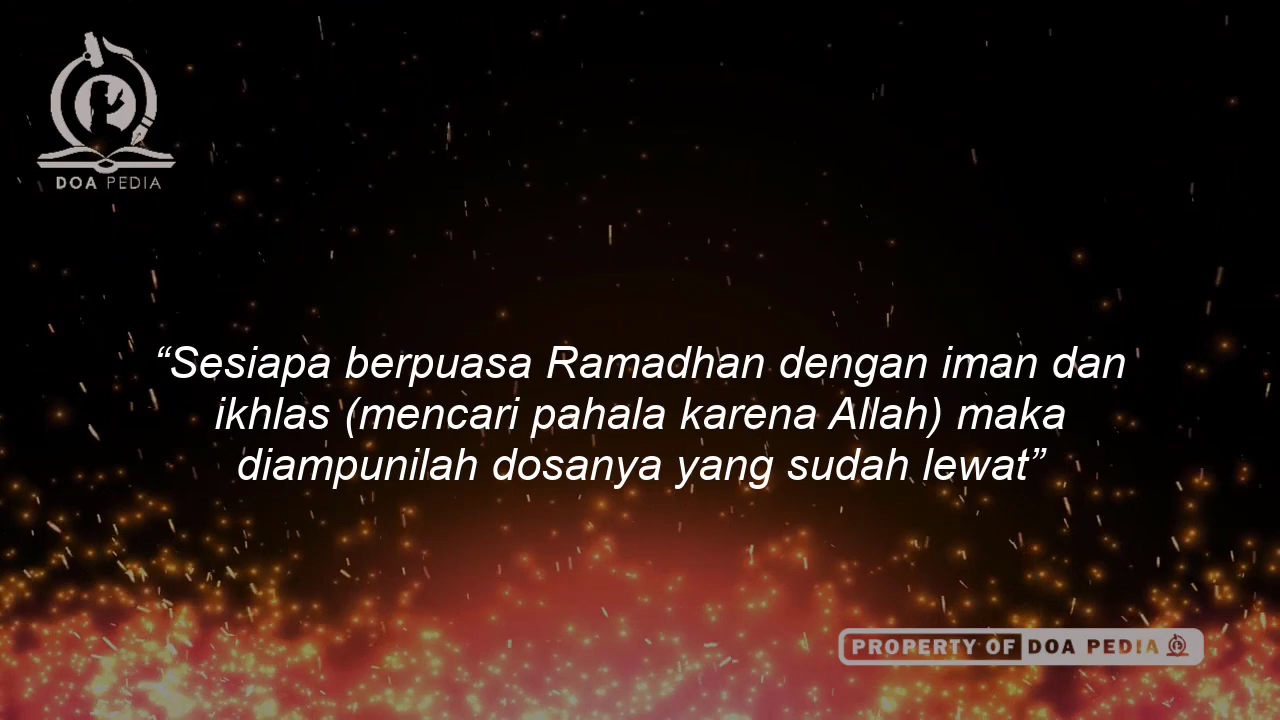 DOA PEDIA
“Sesiapa berpuasa Ramadhan dengan iman dan
ikhlas (mencari pahala karena Allah) maka
diampunilah dosanya yang sudah lewat”
PROPERTY OF DOA PEDIA